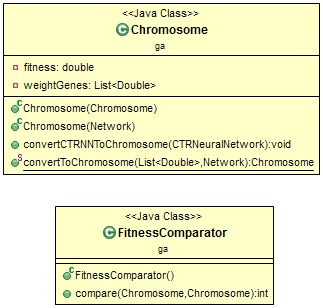 <<Java Class>>
Chromosome
ga
fitness: double
weightGenes: List<Double>
Chromosome(Chromosome)
Chromosome(Network)
convertCTRNNToChromosome(CTRNeuralNetwork):void
convertToChromosome(List<Double>,Network):Chromosome
<<Java Class>>
FitnessComparator
ga
FitnessComparator()
compare(Chromosome,Chromosome):int